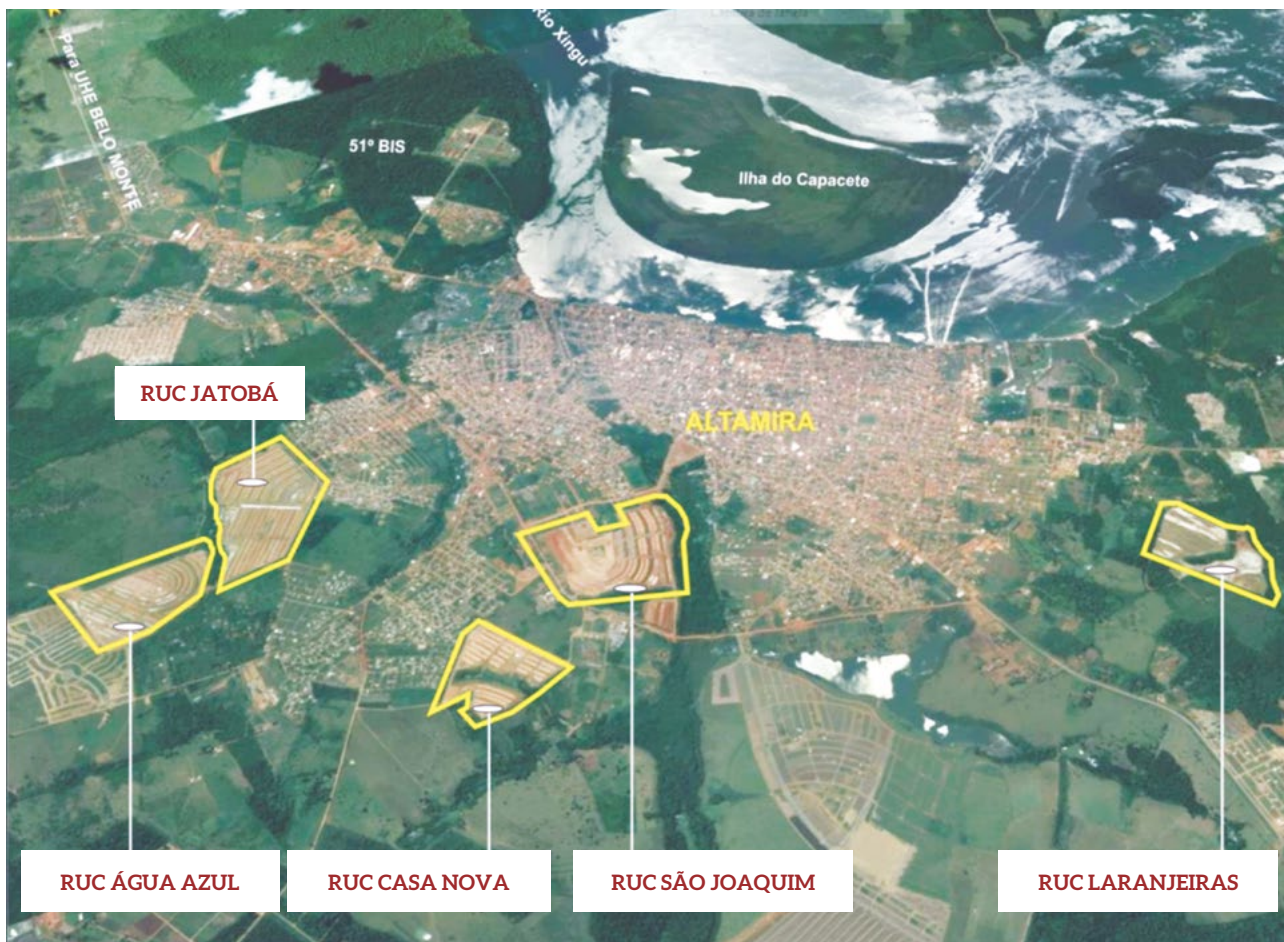 Rio Xingu
Para UHE BELO MONTE
51º BIS
Ilha do Capacete
RUC JATOBÁ
ALTAMIRA
RUC ÁGUA AZUL
RUC CASA NOVA
RUC SÃO JOAQUIM
RUC LARANJEIRAS